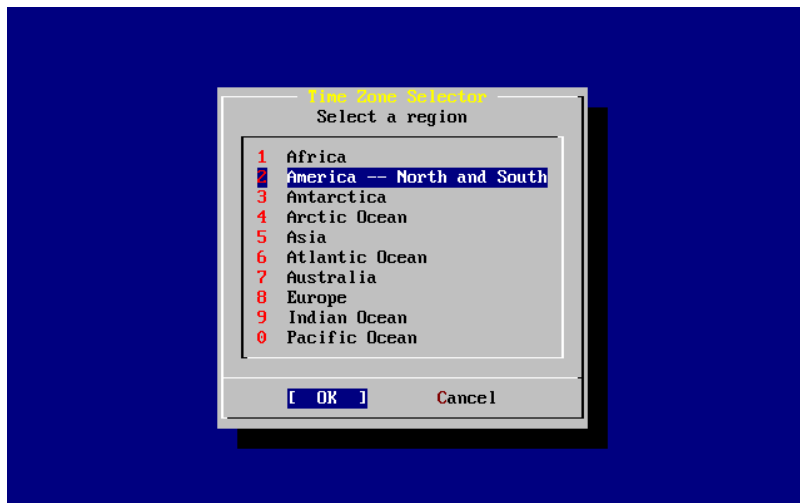 Time Zone Selector
Select a region
1 Africa
2 America -- North and South
3 Antarctica
4 Arctic Ocean
5 Asia
6 Atlantic Ocean
7 Australia
8 Europe
9 Indian Ocean
0 Pacific Ocean
[ OK ] Cancel